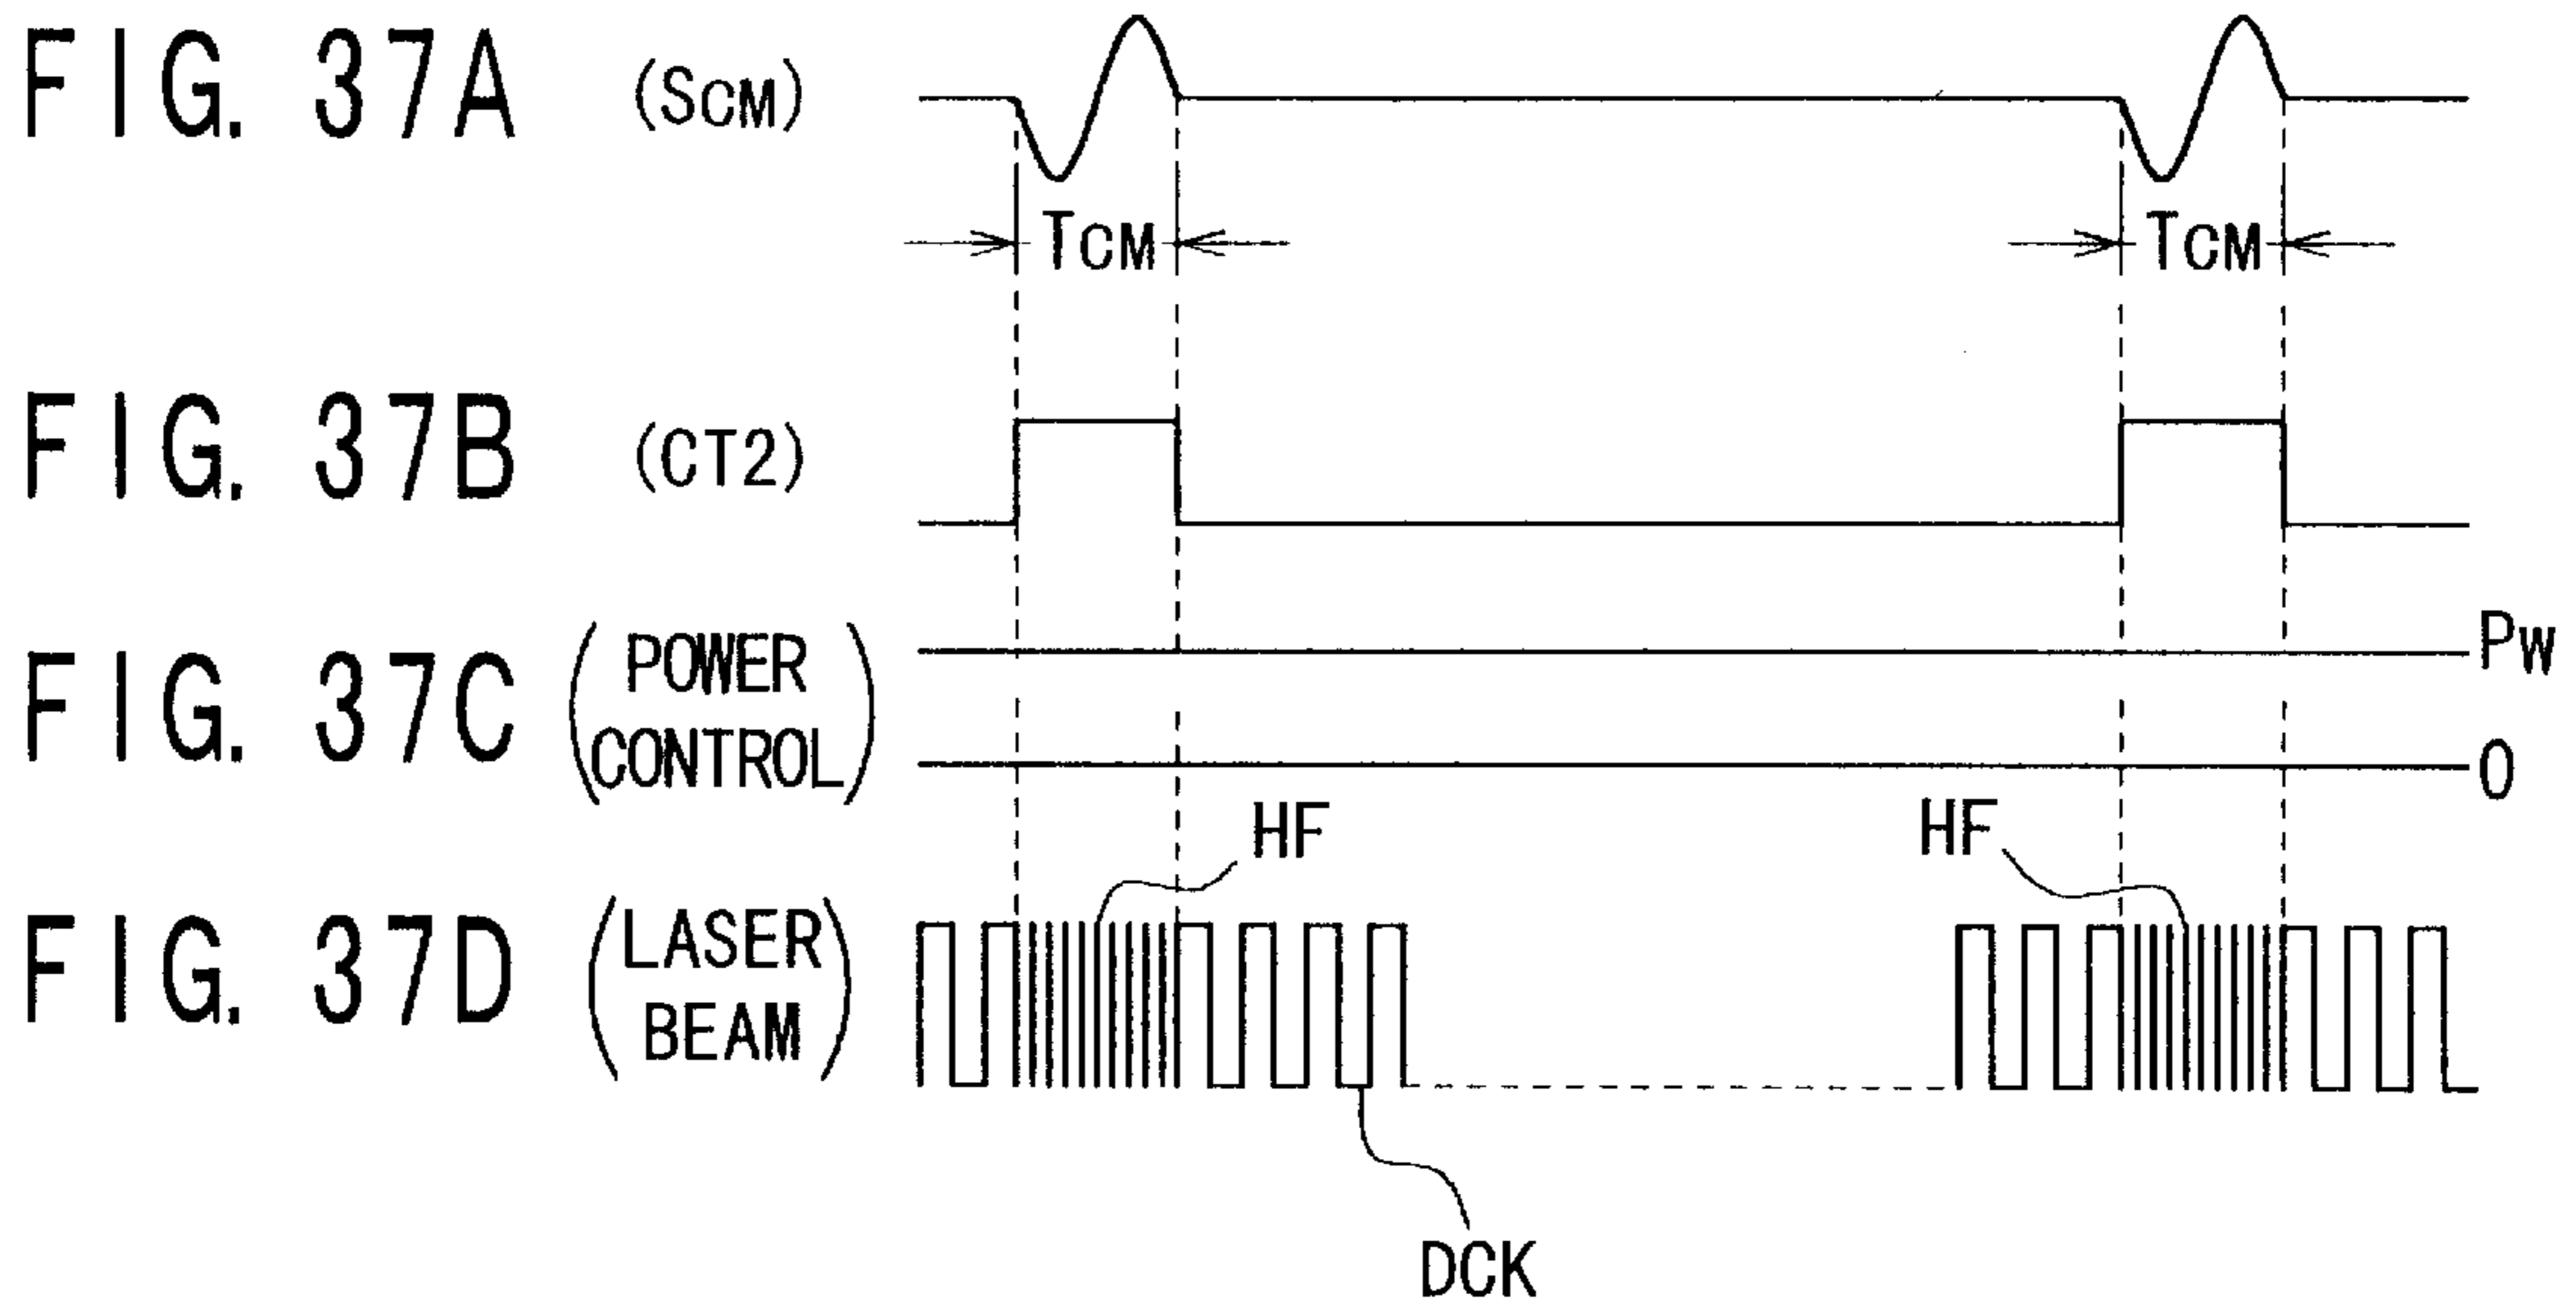 FIG. 37A (SCM)
TCM TCM
FIG. 37B (CT2)
FIG. 37C (POWER CONTROL)
PW
0
HF HF
FIG. 37D (LASER BEAM)
DCK